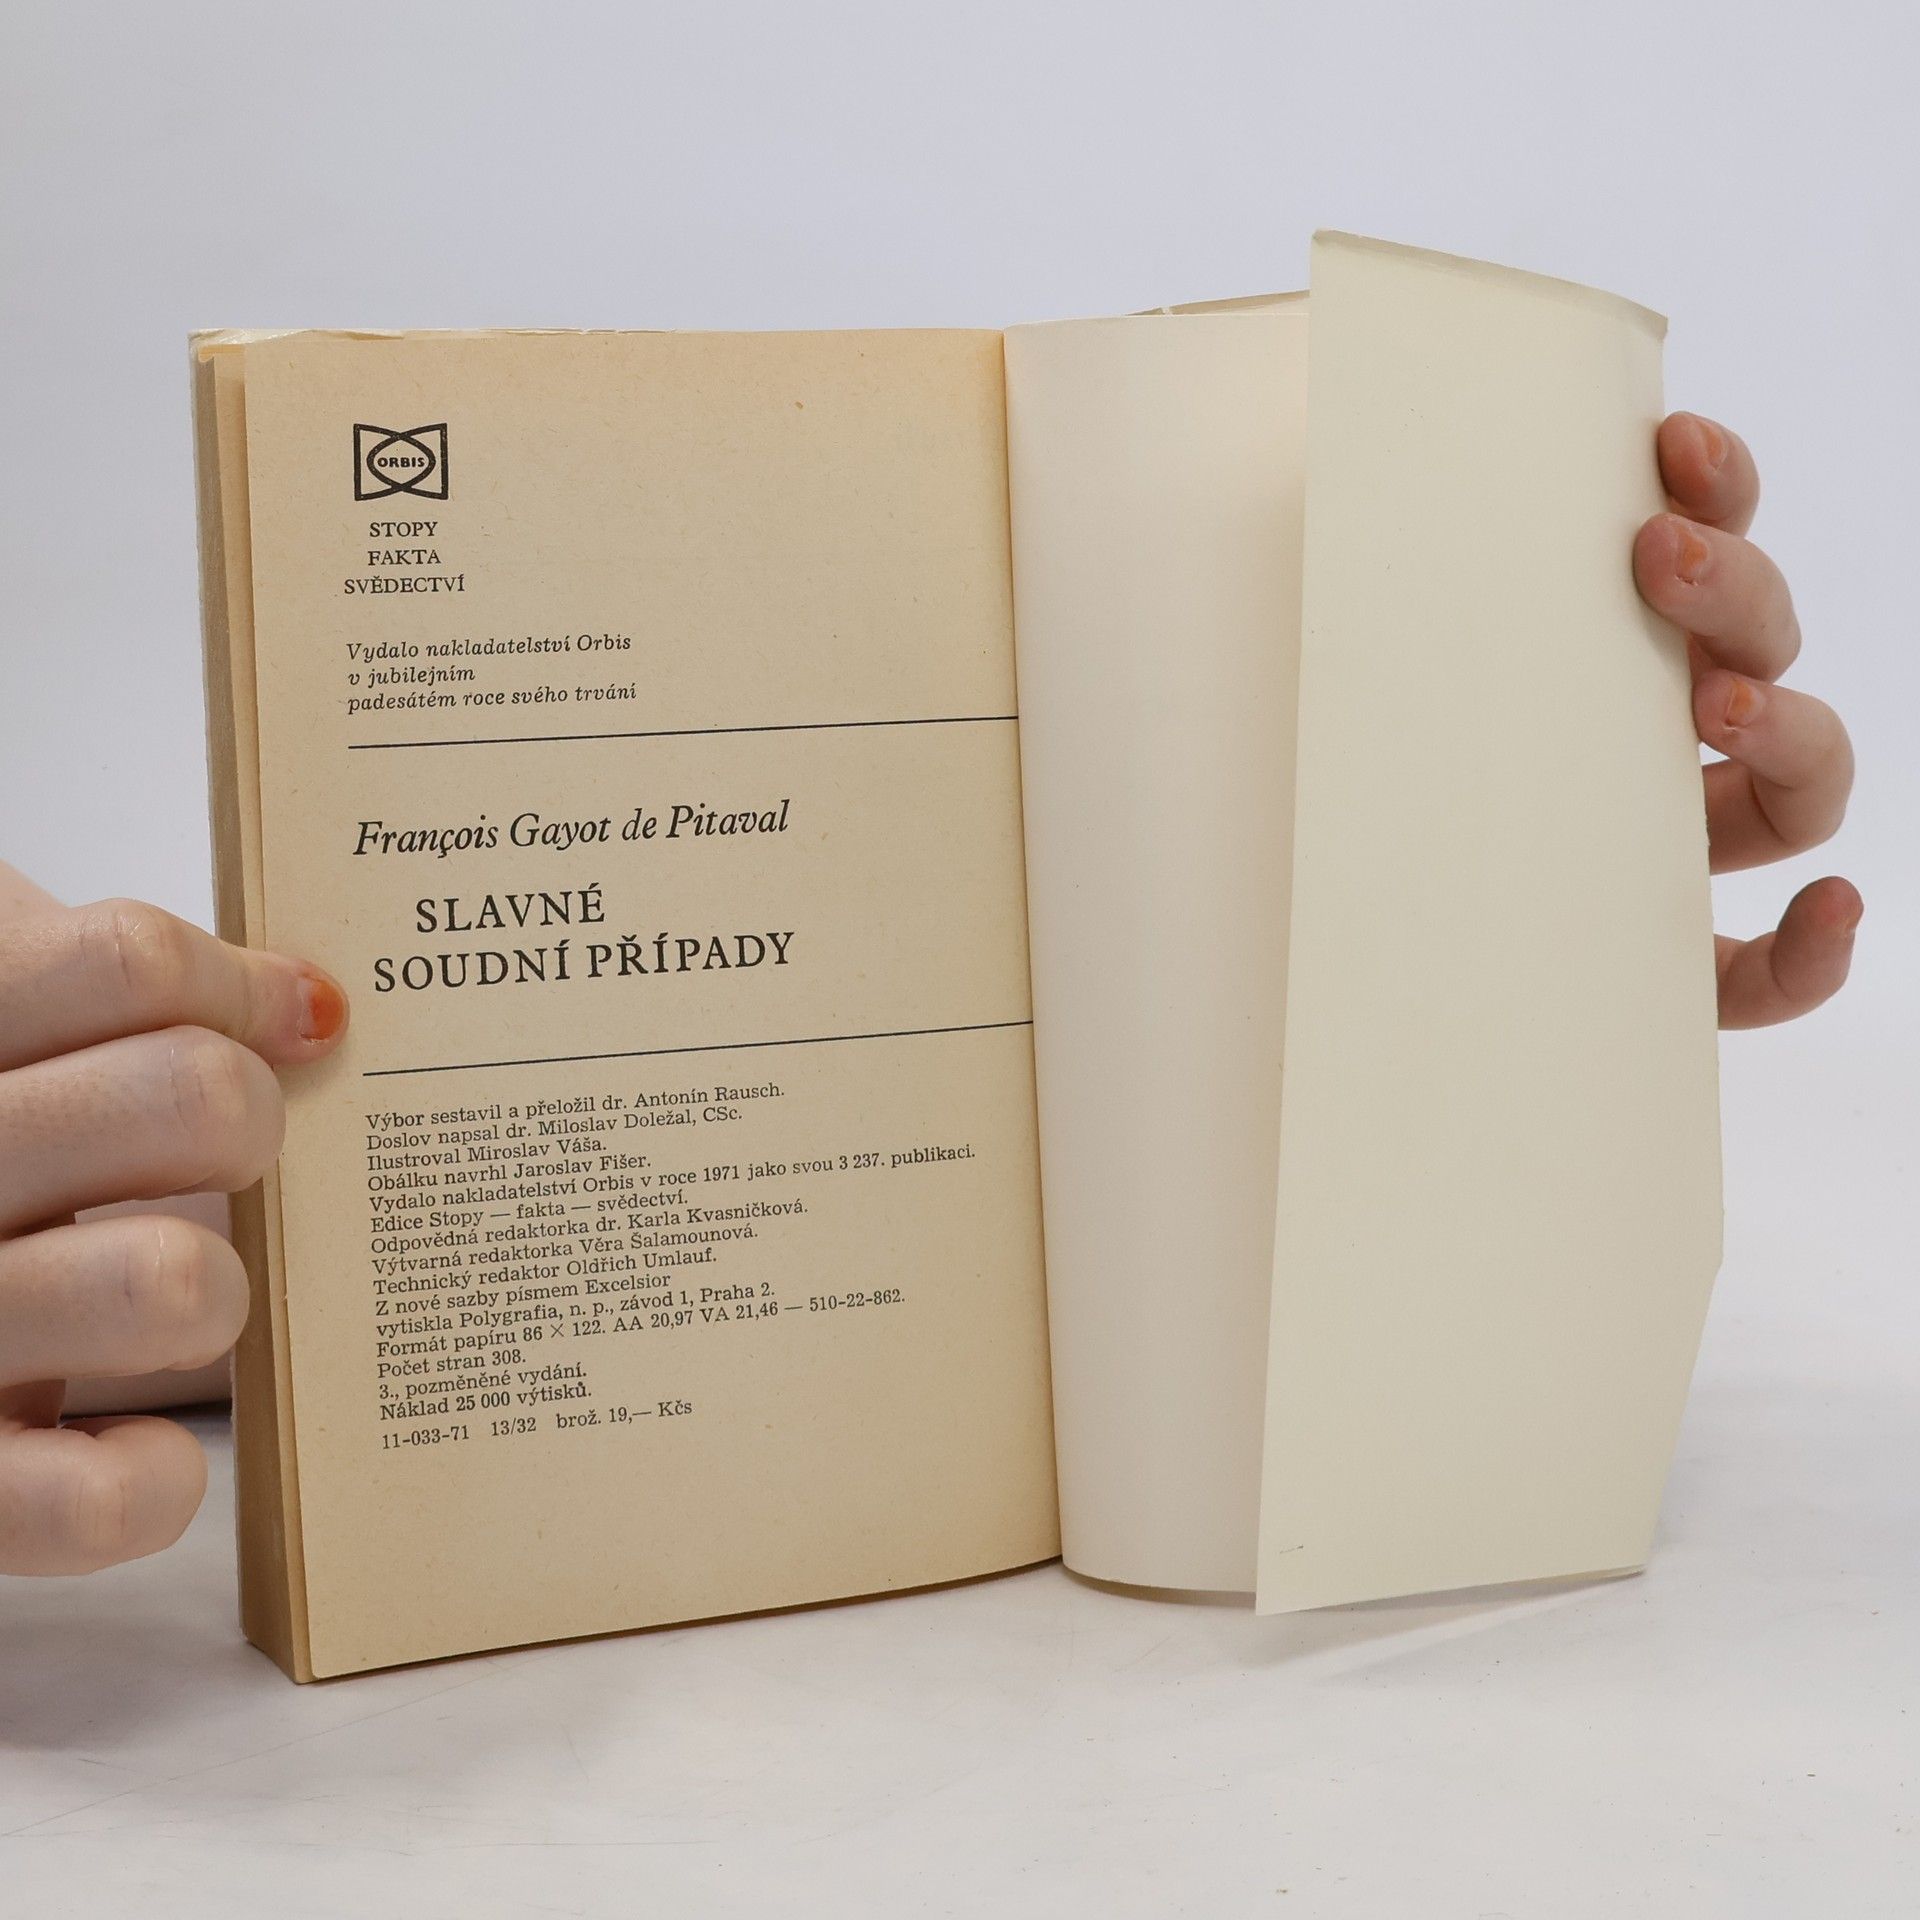 ORBIS
STOPY
FAKTA
SVĚDECTVÍ
Vydalo nakladatelství Orbis
v jubilejním
padesátém roce svého trvání
François Gayot de Pitaval
SLAVNÉ
SOUDNÍ PŘÍPADY
Výbor sestavil a přeložil dr. Antonín Rausch.
Doslov napsal dr. Miloslav Doležal, CSc.
Ilustroval Miroslav Váša.
Obálku navrhl Jaroslav Fišer.
Vydalo nakladatelství Orbis v roce 1971 jako svou 3 237. publikaci.
Edice Stopy — fakta — svědectví.
Odpovědná redaktorka dr. Karla Kvasničková.
Výtvarná redaktorka Věra Šalamounová.
Technický redaktor Oldřich Umlauf.
Z nové sazby písmem Excelsior
vytiskla Polygrafia, n. p., závod 1, Praha 2.
Formát papíru 86 × 122. AA 20,97 VA 21,46 — 510-22-862.
Počet stran 308.
3., pozměněné vydání.
Náklad 25 000 výtisků.
11-033-71 13/32 brož. 19,— Kčs